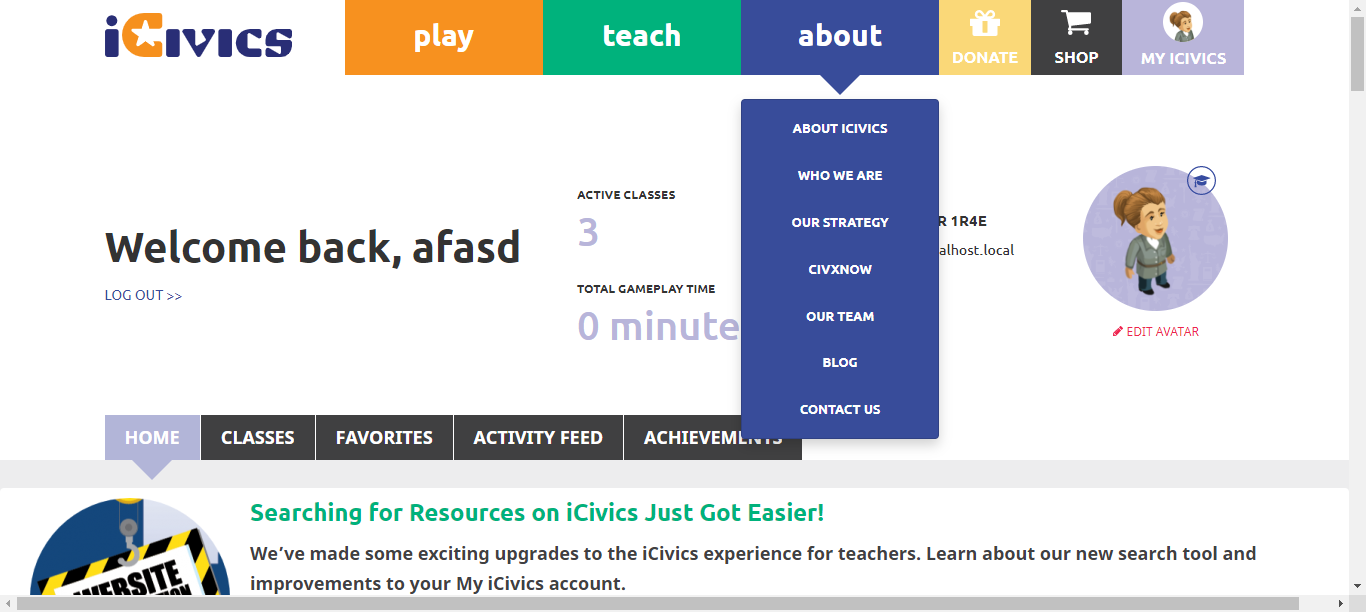 iCivics
play
teach
about
DONATE
SHOP
MY ICIVICS
ABOUT ICIVICS
WHO WE ARE
OUR STRATEGY
CIVXNOW
OUR TEAM
BLOG
CONTACT US
Welcome back, afasd
LOG OUT >>
ACTIVE CLASSES
3
TOTAL GAMEPLAY TIME
0 minute
R 1R4E
alhost.local
EDIT AVATAR
HOME
CLASSES
FAVORITES
ACTIVITY FEED
ACHIEVEMENTS
Searching for Resources on iCivics Just Got Easier!
We’ve made some exciting upgrades to the iCivics experience for teachers. Learn about our new search tool and
improvements to your My iCivics account.